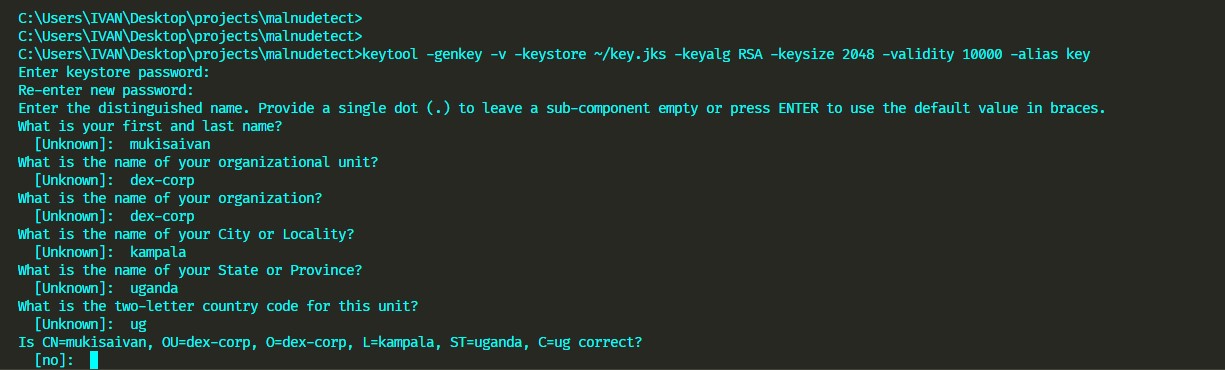 C:\Users\IVAN\Desktop\projects\malnudetect>
C:\Users\IVAN\Desktop\projects\malnudetect>
C:\Users\IVAN\Desktop\projects\malnudetect>keytool -genkey -v -keystore ~/key.jks -keyalg RSA -keysize 2048 -validity 10000 -alias key
Enter keystore password:
Re-enter new password:
Enter the distinguished name. Provide a single dot (.) to leave a sub-component empty or press ENTER to use the default value in braces.
What is your first and last name?
  [Unknown]:  mukisaivan
What is the name of your organizational unit?
  [Unknown]:  dex-corp
What is the name of your organization?
  [Unknown]:  dex-corp
What is the name of your City or Locality?
  [Unknown]:  kampala
What is the name of your State or Province?
  [Unknown]:  uganda
What is the two-letter country code for this unit?
  [Unknown]:  ug
Is CN=mukisaivan, OU=dex-corp, O=dex-corp, L=kampala, ST=uganda, C=ug correct?
  [no]: